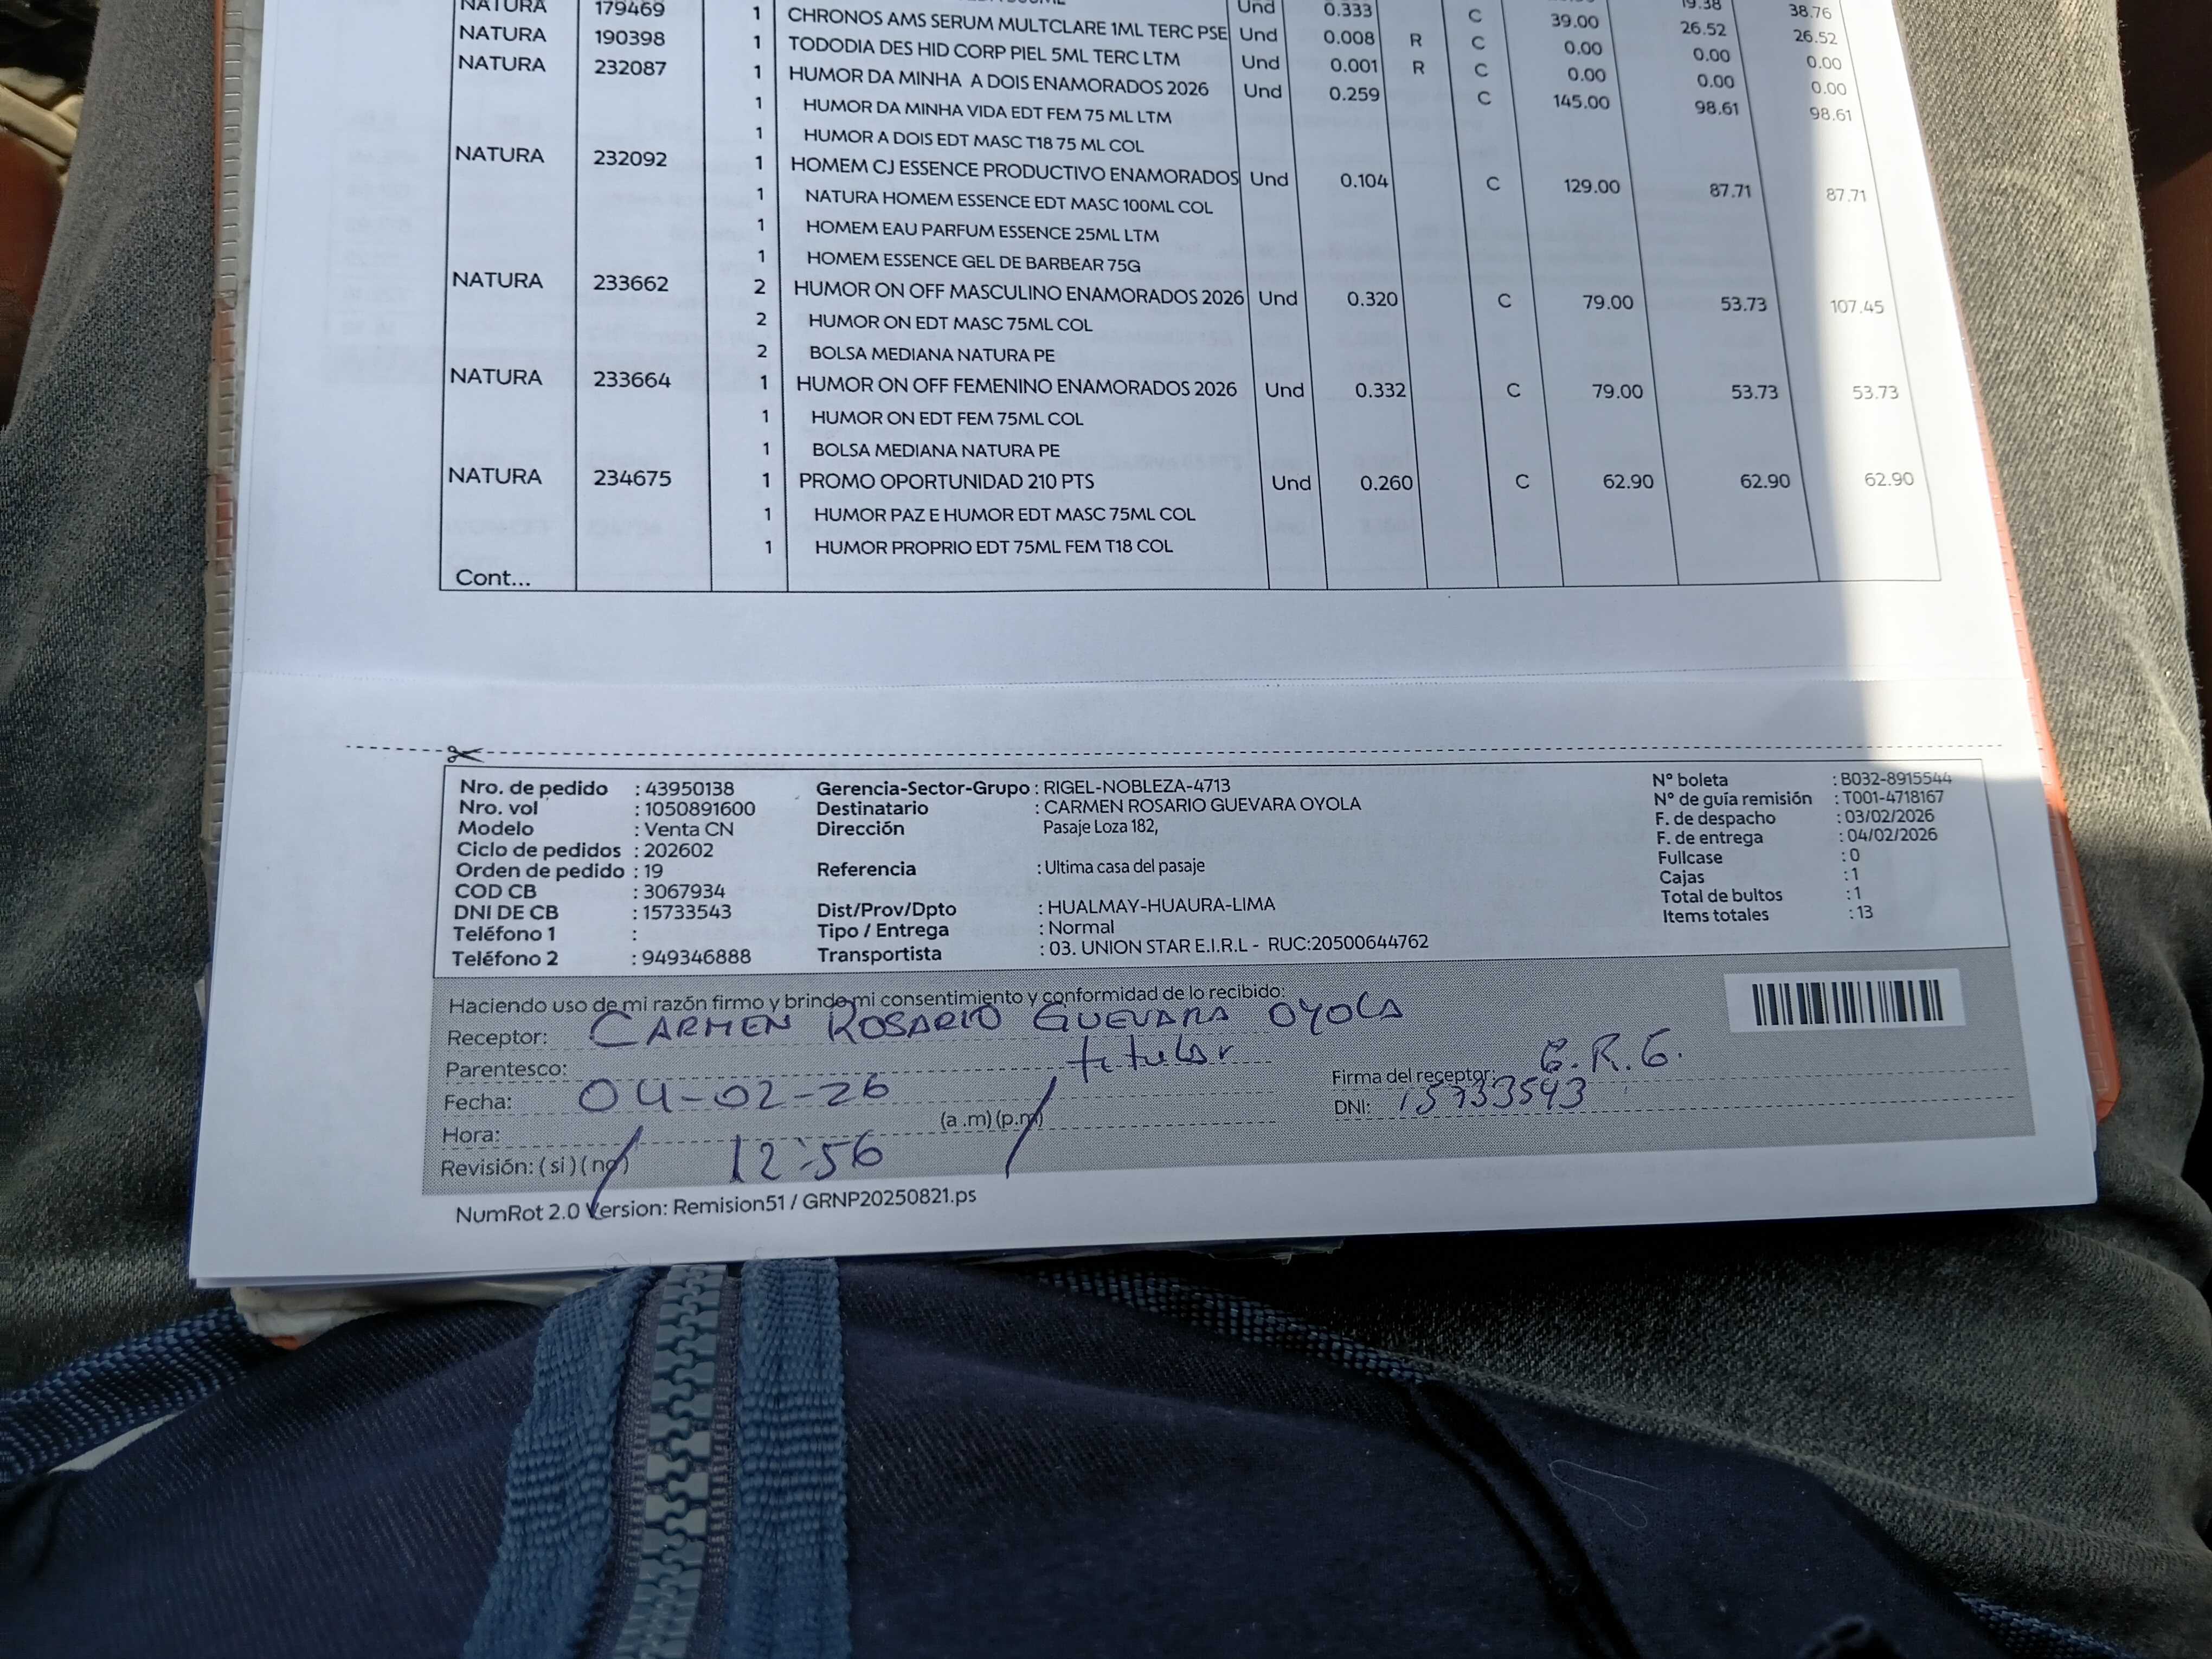 NATURA 179469 1 CHRONOS AMS SERUM MULTCLARE 1ML TERC PSE Und 0.333 C 39.00 19.38 38.76
NATURA 190398 1 TODODIA DES HID CORP PIEL 5ML TERC LTM Und 0.008 R C 0.00 26.52 26.52
NATURA 232087 1 HUMOR DA MINHA A DOIS ENAMORADOS 2026 Und 0.001 R C 0.00 0.00 0.00
Und 0.259 C 145.00 0.00 0.00
1 HUMOR DA MINHA VIDA EDT FEM 75 ML LTM 98.61 98.61
1 HUMOR A DOIS EDT MASC T18 75 ML COL
NATURA 232092 1 HOMEM CJ ESSENCE PRODUCTIVO ENAMORADOS Und 0.104 C 129.00 87.71 87.71
1 NATURA HOMEM ESSENCE EDT MASC 100ML COL
1 HOMEM EAU PARFUM ESSENCE 25ML LTM
1 HOMEM ESSENCE GEL DE BARBEAR 75G
NATURA 233662 2 HUMOR ON OFF MASCULINO ENAMORADOS 2026 Und 0.320 C 79.00 53.73 107.45
2 HUMOR ON EDT MASC 75ML COL
2 BOLSA MEDIANA NATURA PE
NATURA 233664 1 HUMOR ON OFF FEMENINO ENAMORADOS 2026 Und 0.332 C 79.00 53.73 53.73
1 HUMOR ON EDT FEM 75ML COL
1 BOLSA MEDIANA NATURA PE
NATURA 234675 1 PROMO OPORTUNIDAD 210 PTS Und 0.260 C 62.90 62.90 62.90
1 HUMOR PAZ E HUMOR EDT MASC 75ML COL
1 HUMOR PROPRIO EDT 75ML FEM T18 COL
Cont...
Nro. de pedido : 43950138
Nro. vol : 1050891600
Modelo : Venta CN
Ciclo de pedidos : 202602
Orden de pedido : 19
COD CB : 3067934
DNI DE CB : 15733543
Teléfono 1 :
Teléfono 2 : 949346888
Gerencia-Sector-Grupo : RIGEL-NOBLEZA-4713
Destinatario : CARMEN ROSARIO GUEVARA OYOLA
Dirección Pasaje Loza 182,
Referencia : Ultima casa del pasaje
Dist/Prov/Dpto : HUALMAY-HUAURA-LIMA
Tipo / Entrega : Normal
Transportista : 03. UNION STAR E.I.R.L - RUC:20500644762
N° boleta : B032-8915544
N° de guía remisión : T001-4718167
F. de despacho : 03/02/2026
F. de entrega : 04/02/2026
Fullcase : 0
Cajas : 1
Total de bultos : 1
Items totales : 13
Haciendo uso de mi razón firmo y brindo mi consentimiento y conformidad de lo recibido:
Receptor: CARMEN ROSARIO GUEVARA OYOLA
Parentesco: titular
Fecha: 04-02-26
Hora: 12:56 (a.m) (p.m)
Revisión: ( si ) ( no )
Firma del receptor: C.R.G.
DNI: 15733543
NumRot 2.0 Version: Remision51 / GRNP20250821.ps